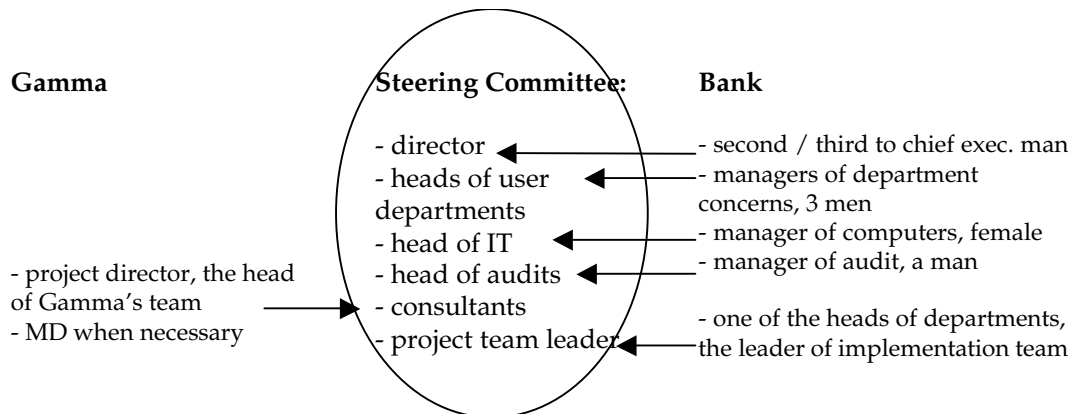 Gamma
Steering Committee:
Bank
- director
- heads of user
departments
- head of IT
- head of audits
- consultants
- project team leader
- project director, the head
of Gamma's team
- MD when necessary
- second / third to chief exec. man
- managers of department
concerns, 3 men
- manager of computers, female
- manager of audit, a man
- one of the heads of departments,
the leader of implementation team